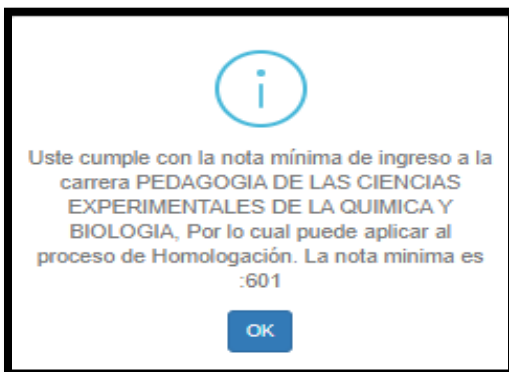 i
Uste cumple con la nota mínima de ingreso a la
carrera PEDAGOGIA DE LAS CIENCIAS
EXPERIMENTALES DE LA QUIMICA Y
BIOLOGIA, Por lo cual puede aplicar al
proceso de Homologación. La nota minima es
:601
OK